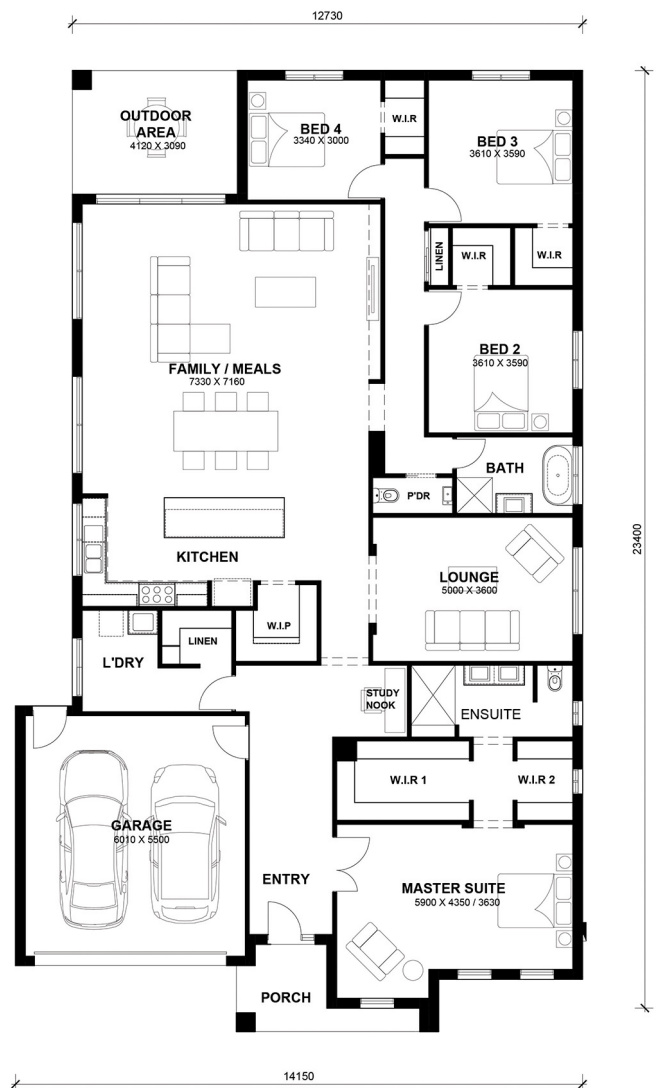 12730
OUTDOOR
AREA
4120 X 3090
BED 4
3340 X 3000
W.I.R
BED 3
3610 X 3590
LINEN
W.I.R
W.I.R
BED 2
3610 X 3590
FAMILY / MEALS
7330 X 7160
BATH
P'DR
KITCHEN
LOUNGE
5000 X 3600
23400
W.I.P
LINEN
L'DRY
STUDY
NOOK
ENSUITE
W.I.R 1
W.I.R 2
GARAGE
6010 X 5500
ENTRY
MASTER SUITE
5900 X 4350 / 3630
PORCH
14150